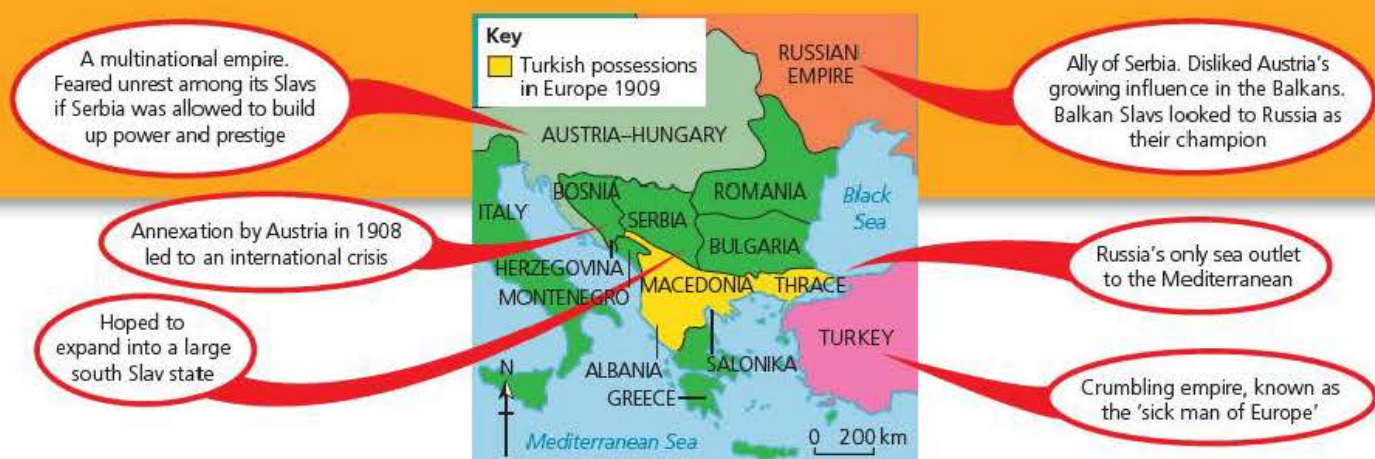 A multinational empire.
Feared unrest among its Slavs
if Serbia was allowed to build
up power and prestige
Annexation by Austria in 1908
led to an international crisis
Hoped to
expand into a large
south Slav state
Key
Turkish possessions
in Europe 1909
RUSSIAN
EMPIRE
AUSTRIA–HUNGARY
BOSNIA
ROMANIA
Black
Sea
ITALY
SERBIA
BULGARIA
HERZEGOVINA
MONTENEGRO
MACEDONIA
THRACE
TURKEY
ALBANIA
SALONIKA
GREECE
N
Mediterranean Sea
0 200 km
Ally of Serbia. Disliked Austria's
growing influence in the Balkans.
Balkan Slavs looked to Russia as
their champion
Russia's only sea outlet
to the Mediterranean
Crumbling empire, known as
the 'sick man of Europe'